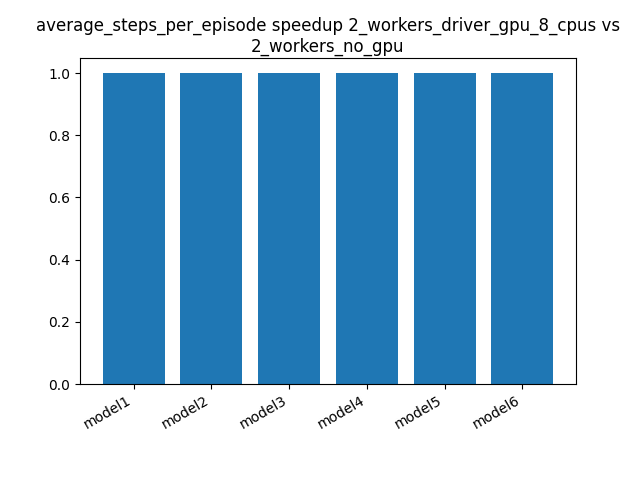 average_steps_per_episode speedup 2_workers_driver_gpu_8_cpus vs
2_workers_no_gpu
1.0
0.8
0.6
0.4
0.2
0.0
model1
model2
model3
model4
model5
model6